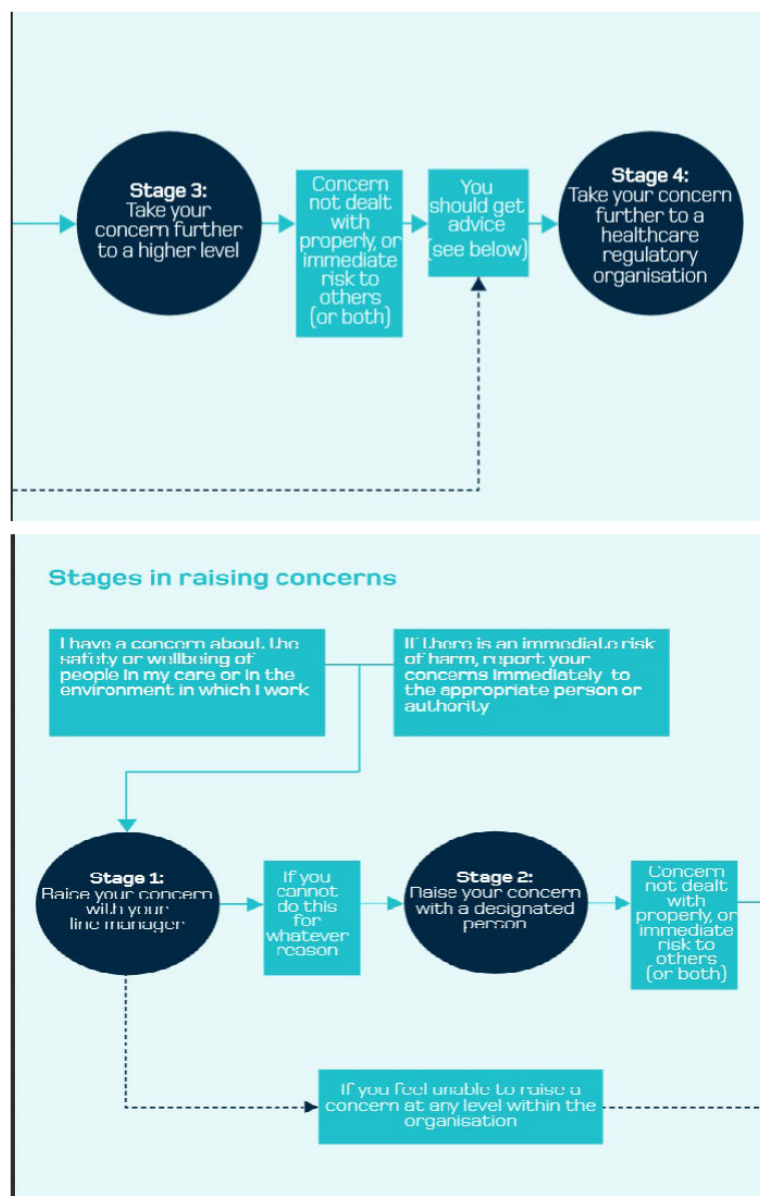 Stage 3:
Take your
concern further
to a higher level
Concern
not dealt
with
properly, or
immediate
risk to
others
(or both)
You
should get
advice
(see below)
Stage 4:
Take your concern
further to a
healthcare
regulatory
organisation
Stages in raising concerns
I have a concern about the
safety or wellbeing of
people in my care or in the
environment in which I work
If there is an immediate risk
of harm, report your
concerns immediately to
the appropriate person or
authority
Stage 1:
Raise your concern
with your
line manager
If you
cannot
do this
for
whatever
reason
Stage 2:
Raise your concern
with a designated
person
Concern
not dealt
with
properly, or
immediate
risk to
others
(or both)
If you feel unable to raise a
concern at any level within the
organisation